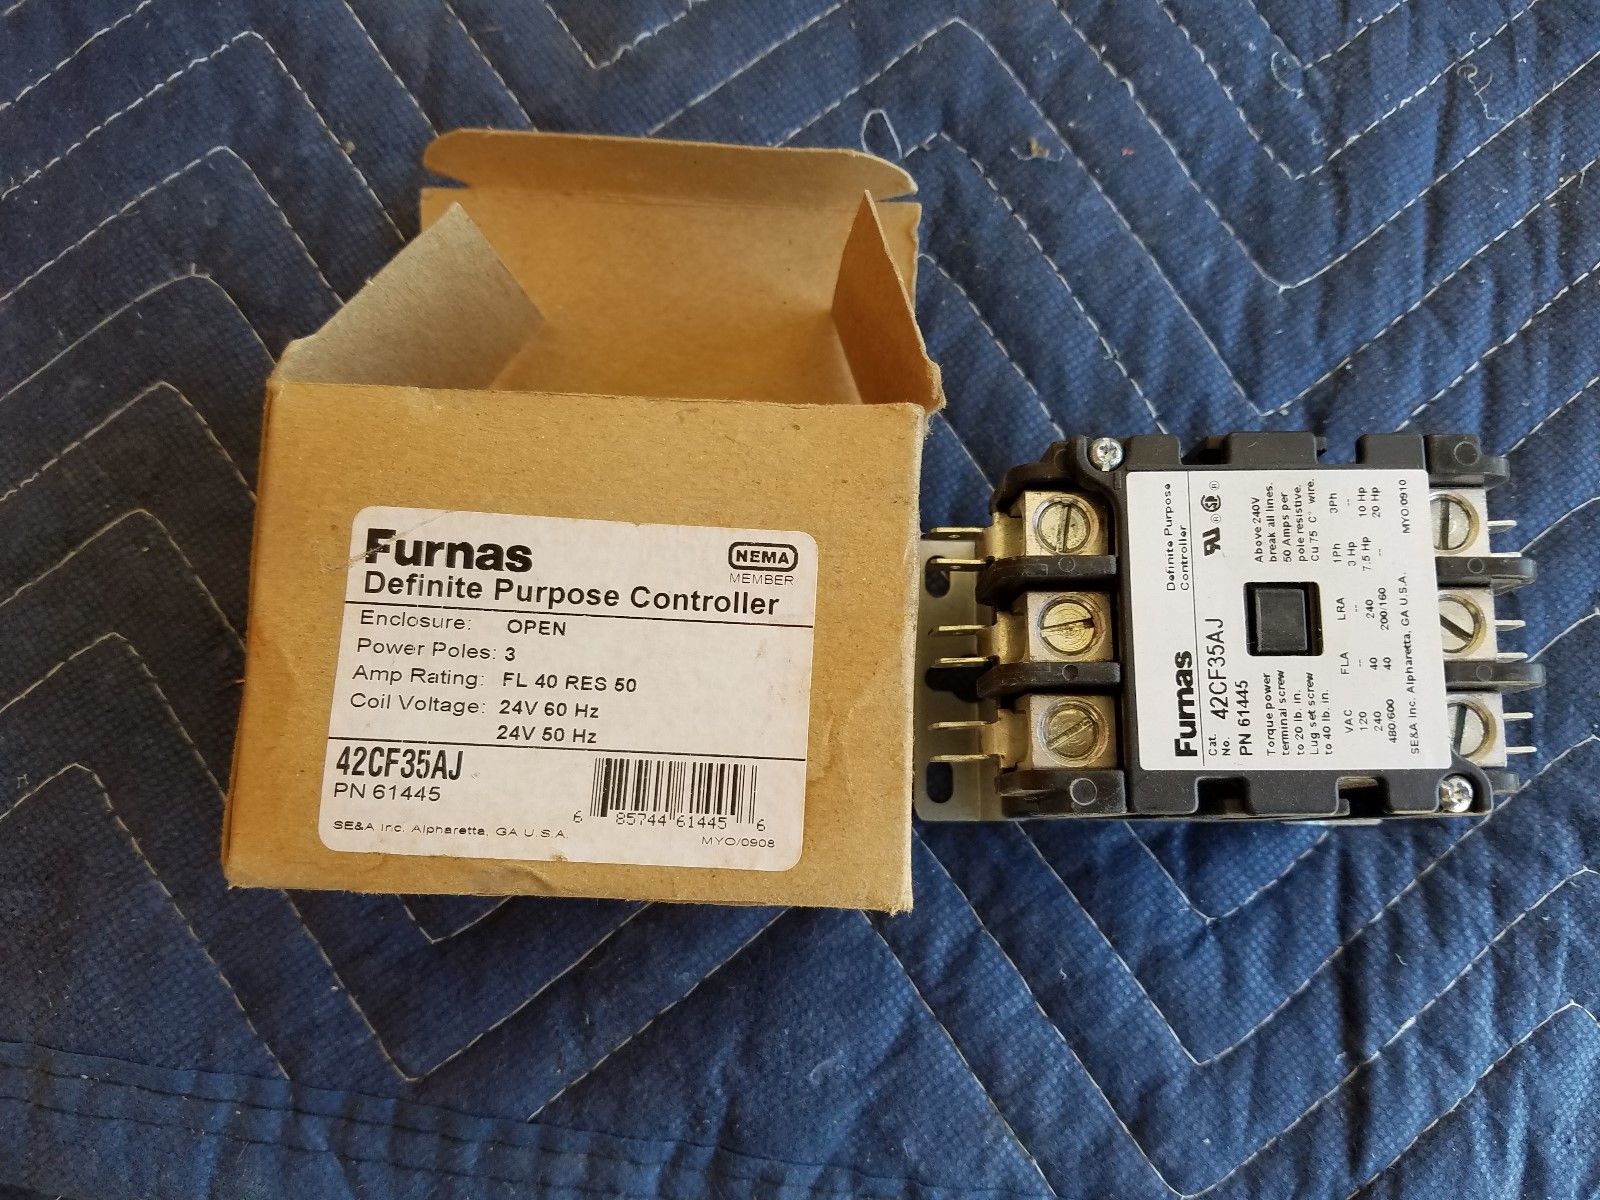 Furnas
NEMA
MEMBER
Definite Purpose Controller
Enclosure: OPEN
Power Poles: 3
Amp Rating: FL 40 RES 50
Coil Voltage: 24V 60 Hz
24V 50 Hz
42CF35AJ
PN 61445
6 85744 61445 6
SE&A Inc. Alpharetta, GA U.S.A.
MYO/0908
Furnas
Definite Purpose
Controller
Cat. No. 42CF35AJ
PN 61445
Torque power
terminal screw
to 20 lb. in.
Lug set screw
to 40 lb. in.
Above 240V
break all lines.
50 Amps per
pole resistive.
Cu 75 C° wire.
VAC FLA LRA 1Ph 3Ph
120 -- -- 3 Hp --
240 40 240 7.5 Hp 10 Hp
480/600 40 200/160 -- 20 Hp
SE&A Inc. Alpharetta, GA U.S.A. MYO/0910